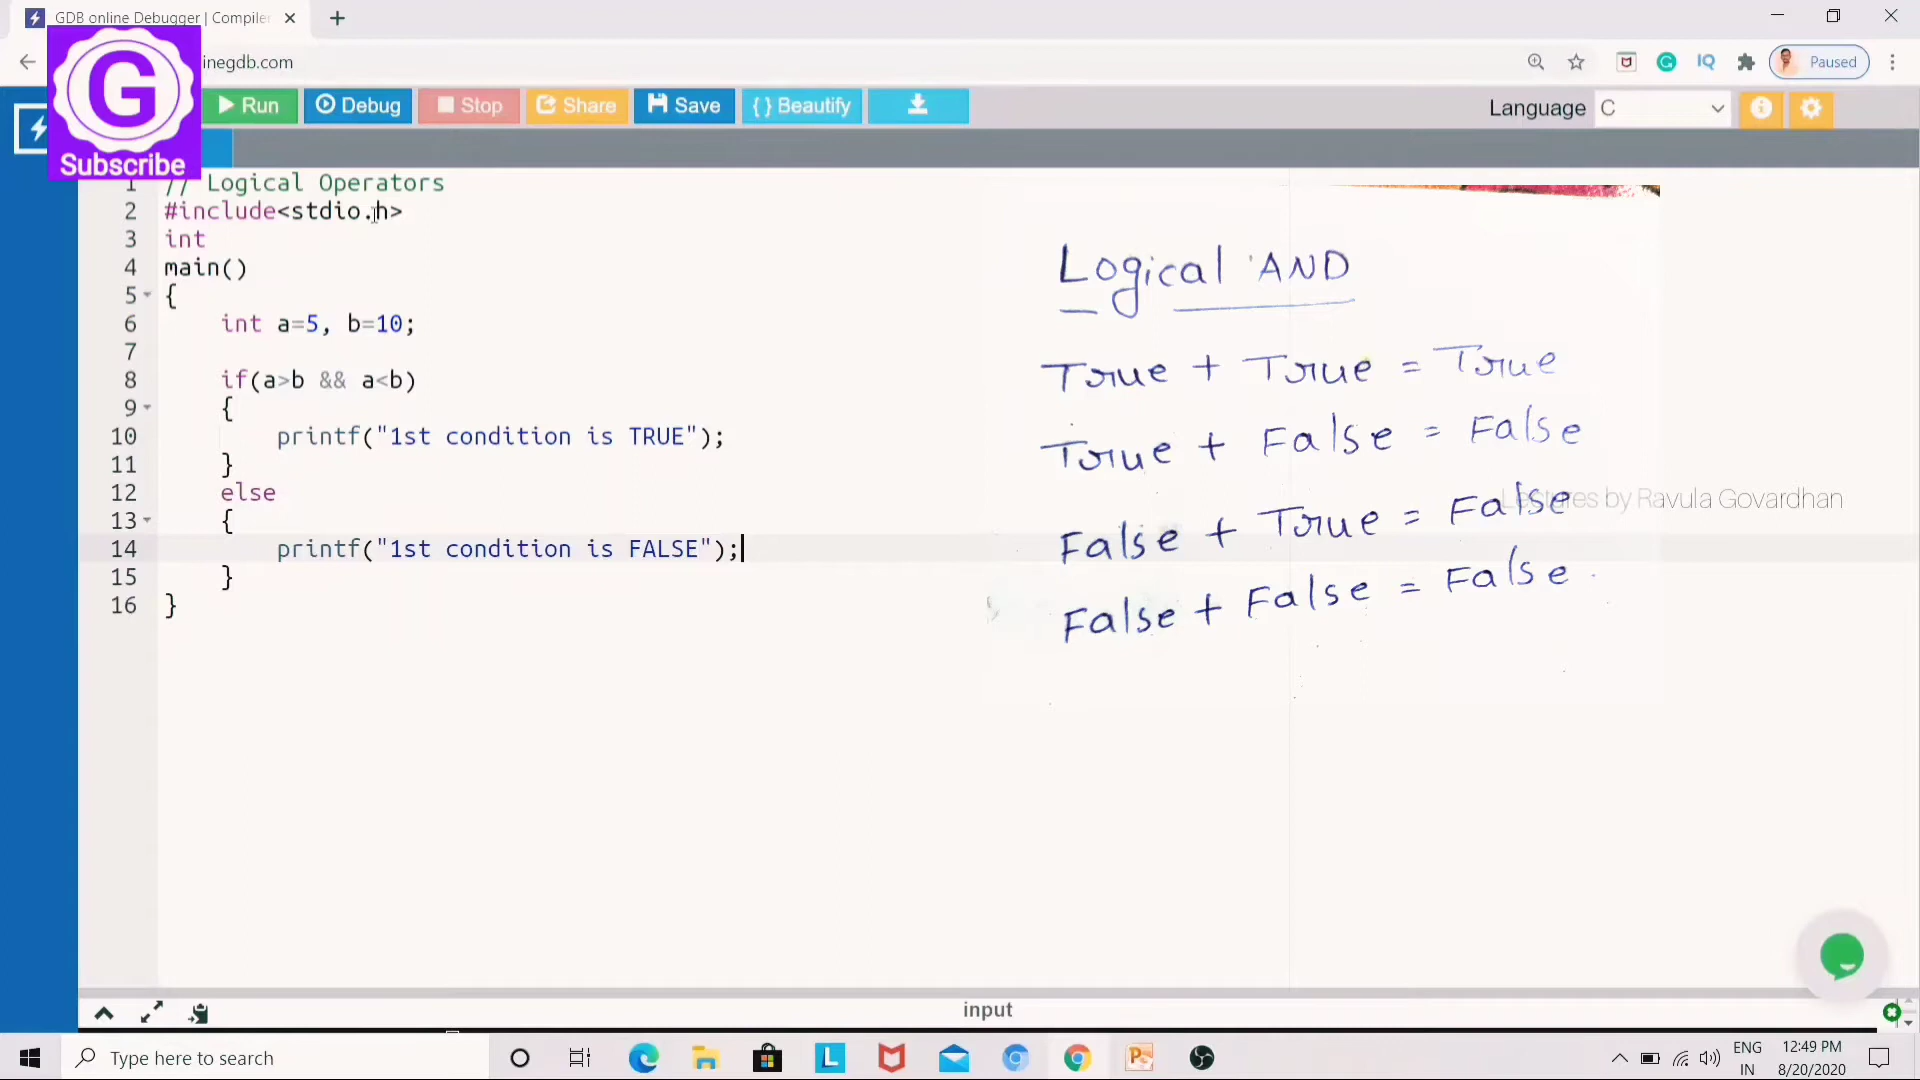 GDB online Debugger | Compiler
inegdb.com
IQ
Paused
G
Subscribe
Run
Debug
Stop
Share
Save
{ } Beautify
Language C
1 // Logical Operators
2 #include<stdio.h>
3 int
4 main()
5 {
6 int a=5, b=10;
7
8 if(a>b && a<b)
9 {
10 printf("1st condition is TRUE");
11 }
12 else
13 {
14 printf("1st condition is FALSE");
15 }
16 }
Logical AND
True + True = True
True + False = False
False + True = False
False + False = False
Lectures by Ravula Govardhan
input
Type here to search
L
ENG
IN
12:49 PM
8/20/2020